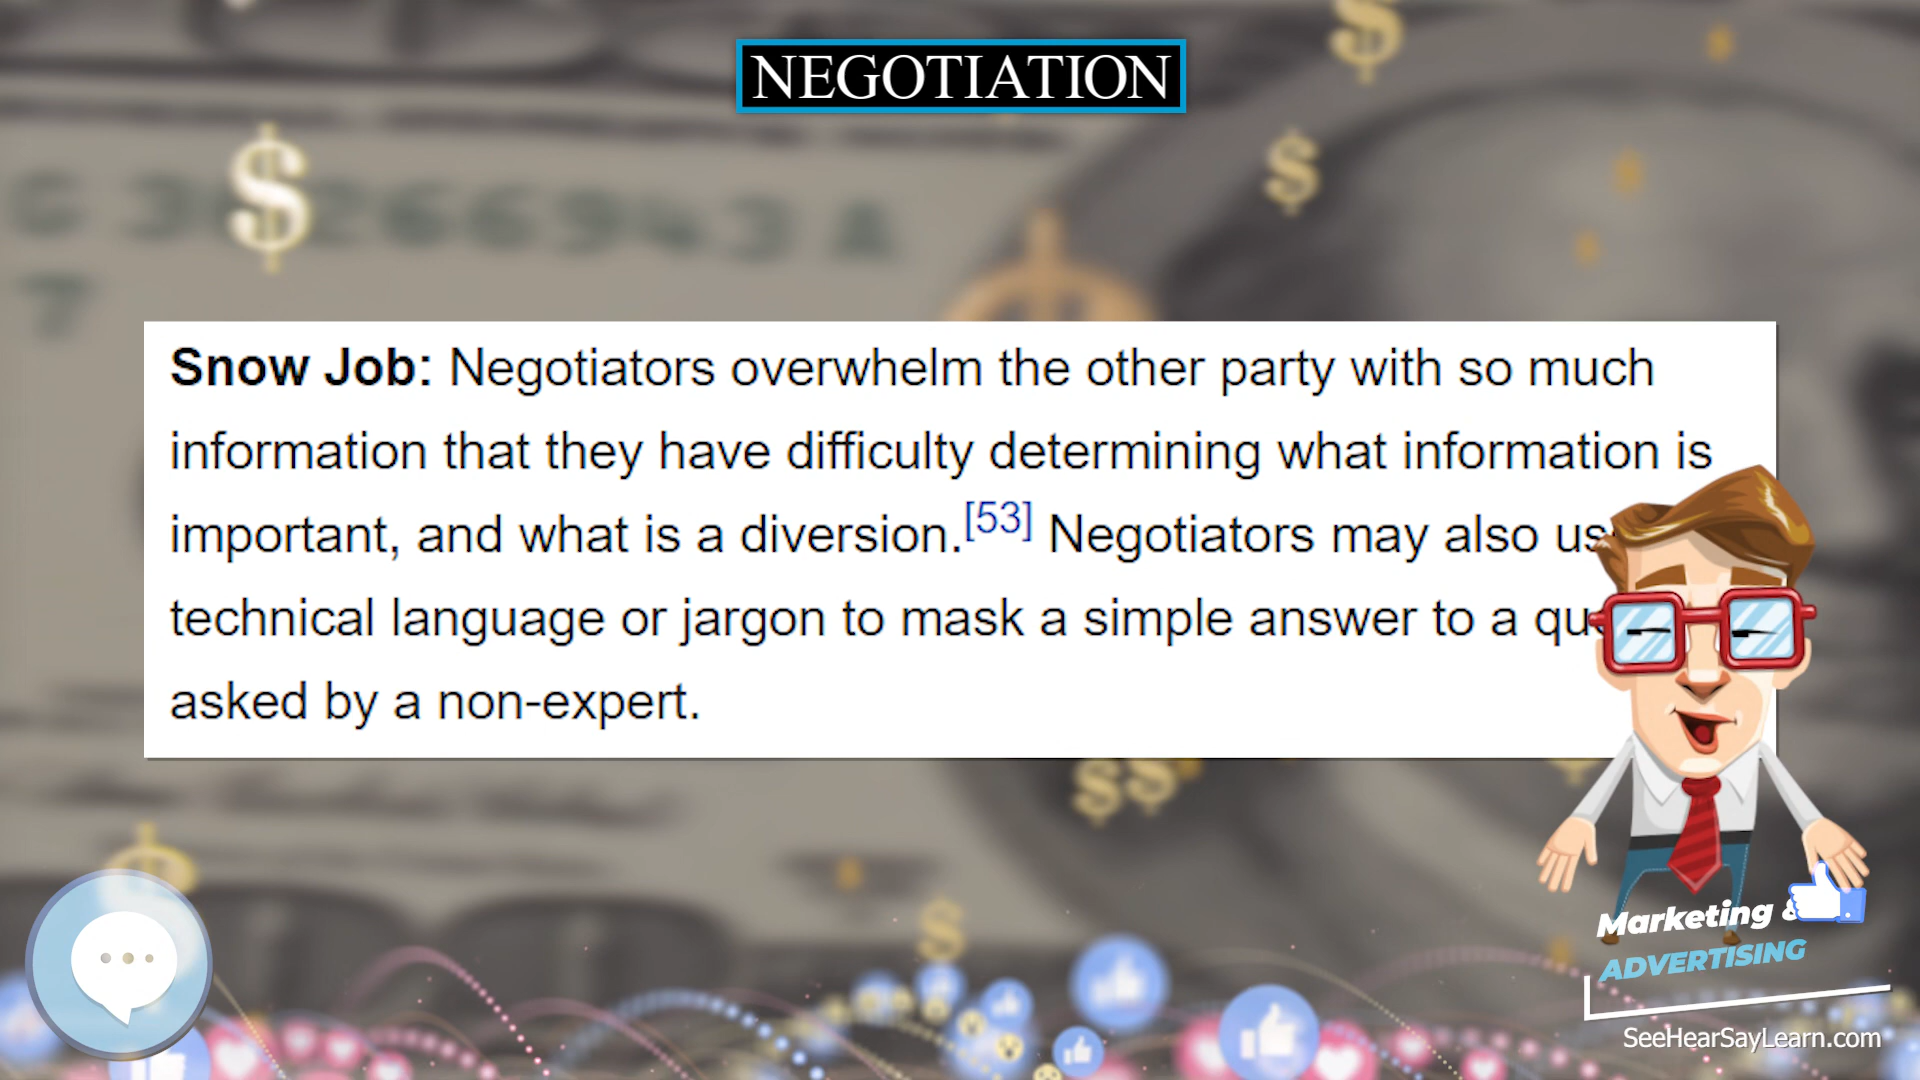 NEGOTIATION
G 36266943 A
7
Snow Job: Negotiators overwhelm the other party with so much
information that they have difficulty determining what information is
important, and what is a diversion.[53] Negotiators may also
technical language or jargon to mask a simple answer to a
asked by a non-expert.
Marketing &
ADVERTISING
SeeHearSayLearn.com